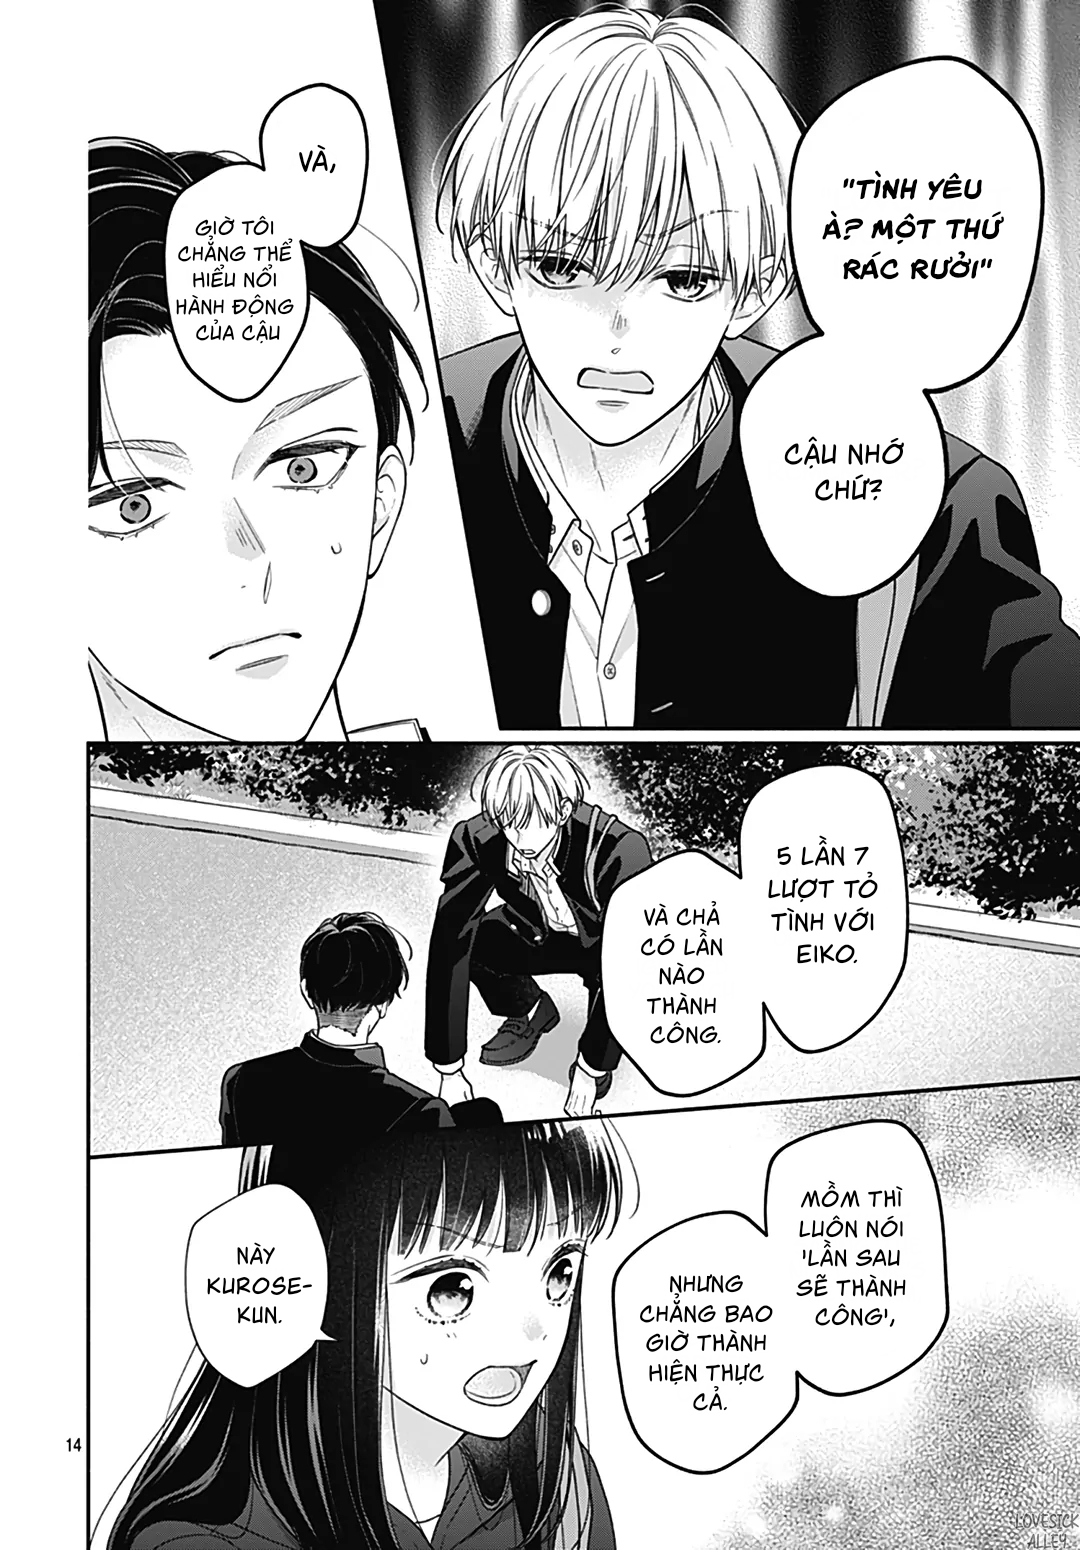 "TÌNH YÊU
À? MỘT THỨ
RÁC RƯỞI"
CẬU NHỚ
CHỨ?
VÀ,
GIỜ TÔI
CHẲNG THỂ
HIỂU NỔI
HÀNH ĐỘNG
CỦA CẬU
5 LẦN 7
LƯỢT TỎ
TÌNH VỚI
EIKO.
VÀ CHẢ
CÓ LẦN
NÀO
THÀNH
CÔNG.
MỒM THÌ
LUÔN NÓI
'LẦN SAU
SẼ THÀNH
CÔNG',
NHƯNG
CHẲNG BAO
GIỜ THÀNH
HIỆN THỰC
CẢ.
NÀY
KUROSE-
KUN.
14
LOVESICK
ALLEY